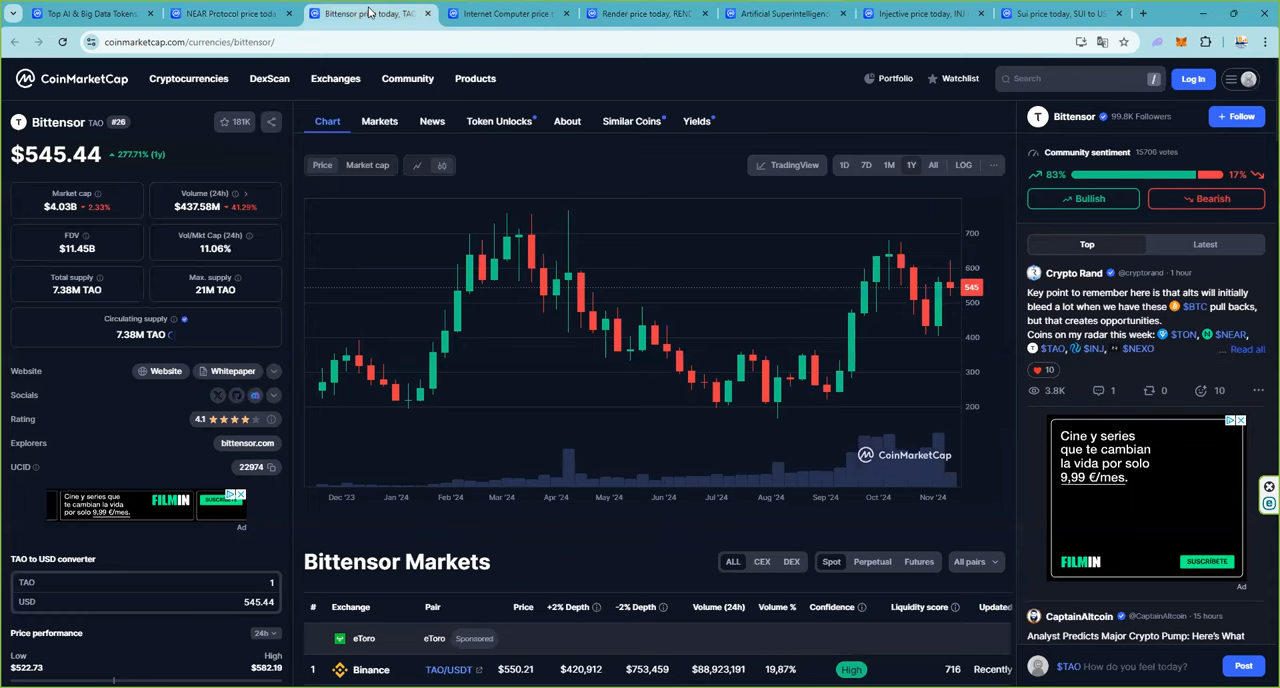 Top AI & Big Data Tokens
NEAR Protocol price toda
Bittensor price today, TAO
Internet Computer price
Render price today, REND
Artificial Superintelligenc
Injective price today, INJ
Sui price today, SUI to US
coinmarketcap.com/currencies/bittensor/
CoinMarketCap
Cryptocurrencies
DexScan
Exchanges
Community
Products
Portfolio
Watchlist
Search
/
Log In
Bittensor TAO #26
181K
$545.44 277.71% (1y)
Market cap
$4.03B 2.33%
Volume (24h)
$437.58M 41.29%
FDV
$11.45B
Vol/Mkt Cap (24h)
11.06%
Total supply
7.38M TAO
Max. supply
21M TAO
Circulating supply
7.38M TAO
Website
Website
Whitepaper
Socials
Rating
4.1
Explorers
bittensor.com
UCID
22974
Cine y series
que te cambian
la vida por solo
9,99 €/mes.
FILMIN
SUSCRÍBETE
Ad
TAO to USD converter
TAO 1
USD 545.44
Price performance
24h
Low
$522.73
High
$582.19
Chart
Markets
News
Token Unlocks
About
Similar Coins
Yields
Price
Market cap
TradingView
1D
7D
1M
1Y
All
LOG
700
600
545
500
400
300
200
CoinMarketCap
Dec '23
Jan '24
Feb '24
Mar '24
Apr '24
May '24
Jun '24
Jul '24
Aug '24
Sep '24
Oct '24
Nov '24
Bittensor Markets
ALL
CEX
DEX
Spot
Perpetual
Futures
All pairs
# Exchange Pair Price +2% Depth -2% Depth Volume (24h) Volume % Confidence Liquidity score Updated
eToro eToro Sponsored
1 Binance TAO/USDT $550.21 $420,912 $753,459 $88,923,191 19,87% High 716 Recently
T
Bittensor 99.8K Followers
+ Follow
Community sentiment 15700 votes
83%
17%
Bullish
Bearish
Top
Latest
Crypto Rand @cryptorand · 1 hour
Key point to remember here is that alts will initially
bleed a lot when we have these $BTC pull backs,
but that creates opportunities.
Coins on my radar this week: $TON, $NEAR,
$TAO, $INJ, $NEXO
... Read all
10
3.8K
1
0
10
Cine y series
que te cambian
la vida por solo
9,99 €/mes.
FILMIN
SUSCRÍBETE
Ad
CaptainAltcoin @CaptainAltcoin · 15 hours
Analyst Predicts Major Crypto Pump: Here's What
$TAO How do you feel today?
Post